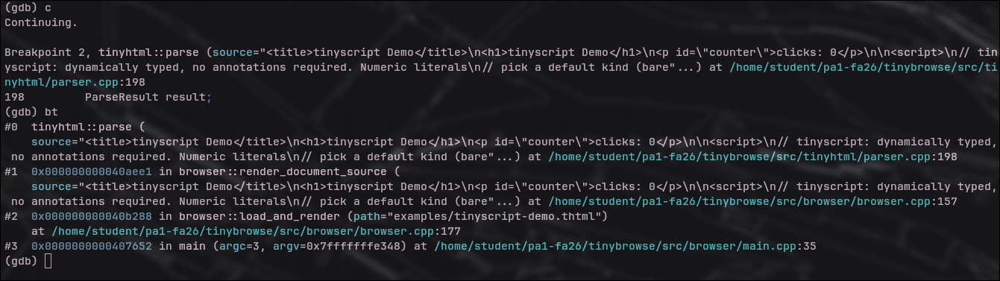 (gdb) c
Continuing.

Breakpoint 2, tinyhtml::parse (source="<title>tinyscript Demo</title>\n<h1>tinyscript Demo</h1>\n<p id=\"counter\">clicks: 0</p>\n\n<script>\n// tin
yscript: dynamically typed, no annotations required. Numeric literals\n// pick a default kind (bare"...) at /home/student/pa1-fa26/tinybrowse/src/ti
nyhtml/parser.cpp:198
198         ParseResult result;
(gdb) bt
#0  tinyhtml::parse (
    source="<title>tinyscript Demo</title>\n<h1>tinyscript Demo</h1>\n<p id=\"counter\">clicks: 0</p>\n\n<script>\n// tinyscript: dynamically typed,
 no annotations required. Numeric literals\n// pick a default kind (bare"...) at /home/student/pa1-fa26/tinybrowse/src/tinyhtml/parser.cpp:198
#1  0x000000000040aee1 in browser::render_document_source (
    source="<title>tinyscript Demo</title>\n<h1>tinyscript Demo</h1>\n<p id=\"counter\">clicks: 0</p>\n\n<script>\n// tinyscript: dynamically typed,
 no annotations required. Numeric literals\n// pick a default kind (bare"...) at /home/student/pa1-fa26/tinybrowse/src/browser/browser.cpp:157
#2  0x000000000040b288 in browser::load_and_render (path="examples/tinyscript-demo.thtml")
    at /home/student/pa1-fa26/tinybrowse/src/browser/browser.cpp:177
#3  0x0000000000407652 in main (argc=3, argv=0x7fffffffe348) at /home/student/pa1-fa26/tinybrowse/src/browser/main.cpp:35
(gdb)